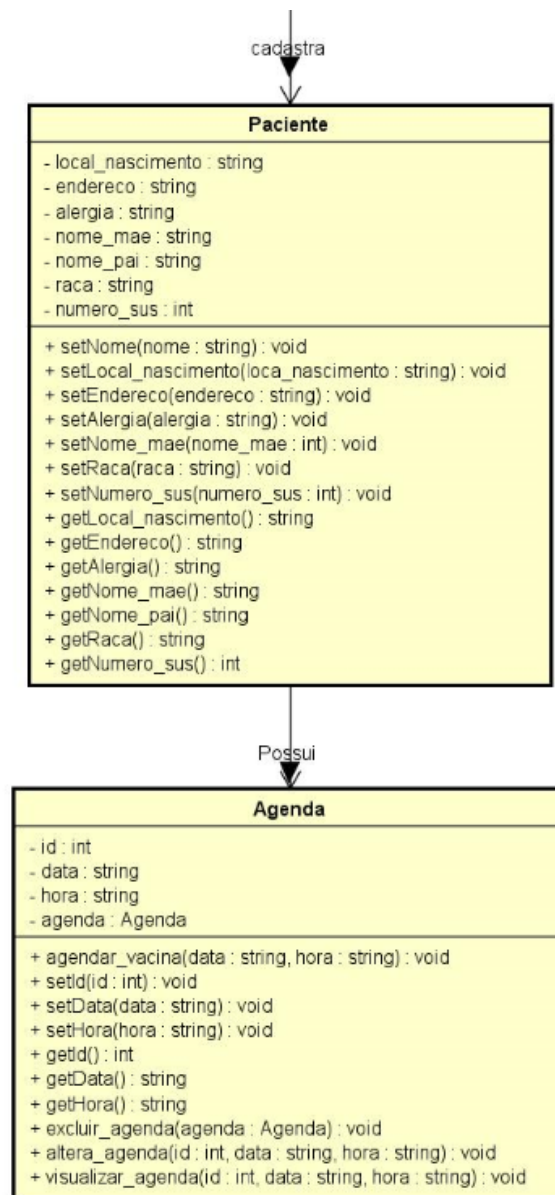 cadastra
Paciente
- local_nascimento : string
- endereco : string
- alergia : string
- nome_mae : string
- nome_pai : string
- raca : string
- numero_sus : int
+ setNome(nome : string) : void
+ setLocal_nascimento(loca_nascimento : string) : void
+ setEndereco(endereco : string) : void
+ setAlergia(alergia : string) : void
+ setNome_mae(nome_mae : int) : void
+ setRaca(raca : string) : void
+ setNumero_sus(numero_sus : int) : void
+ getLocal_nascimento() : string
+ getEndereco() : string
+ getAlergia() : string
+ getNome_mae() : string
+ getNome_pai() : string
+ getRaca() : string
+ getNumero_sus() : int
Possui
Agenda
- id : int
- data : string
- hora : string
- agenda : Agenda
+ agendar_vacina(data : string, hora : string) : void
+ setId(id : int) : void
+ setData(data : string) : void
+ setHora(hora : string) : void
+ getId() : int
+ getData() : string
+ getHora() : string
+ excluir_agenda(agenda : Agenda) : void
+ altera_agenda(id : int, data : string, hora : string) : void
+ visualizar_agenda(id : int, data : string, hora : string) : void